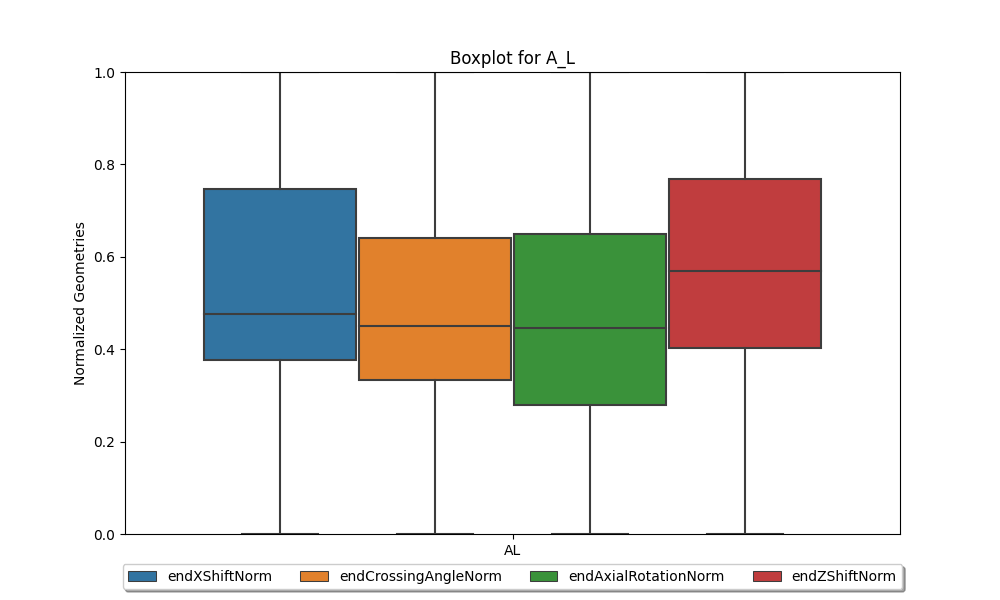 Boxplot for A_L
1.0
0.8
0.6
0.4
0.2
0.0
Normalized Geometries
AL
endXShiftNorm endCrossingAngleNorm endAxialRotationNorm endZShiftNorm